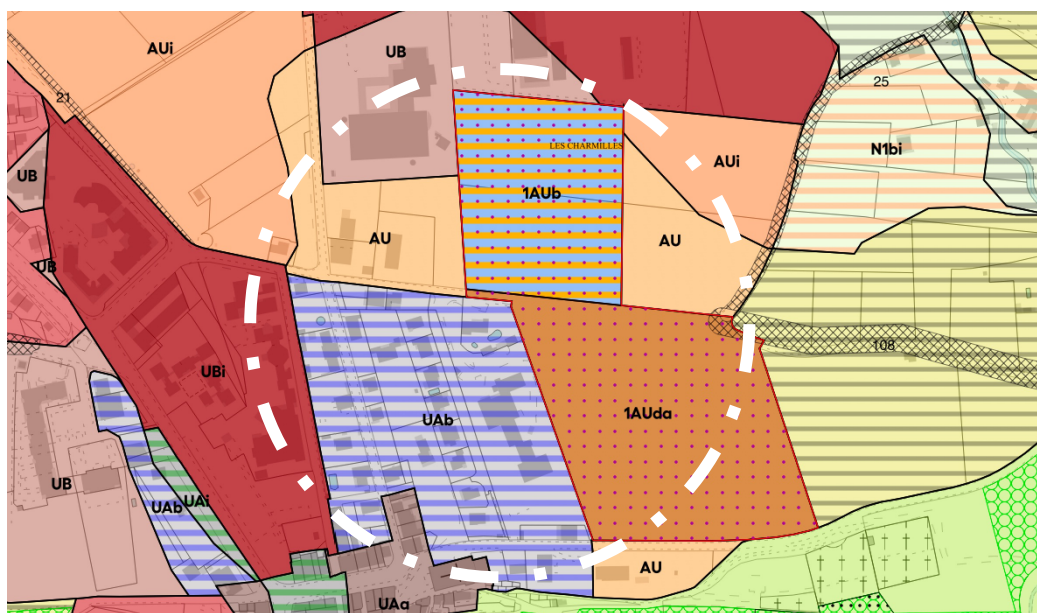 AUi
UB
21
25
LES CHARMILLES
N1bi
AUi
UB
1AUb
AU
AU
UB
108
UBi
1AUda
UAb
UB
UAi
UAb
AU
UAa